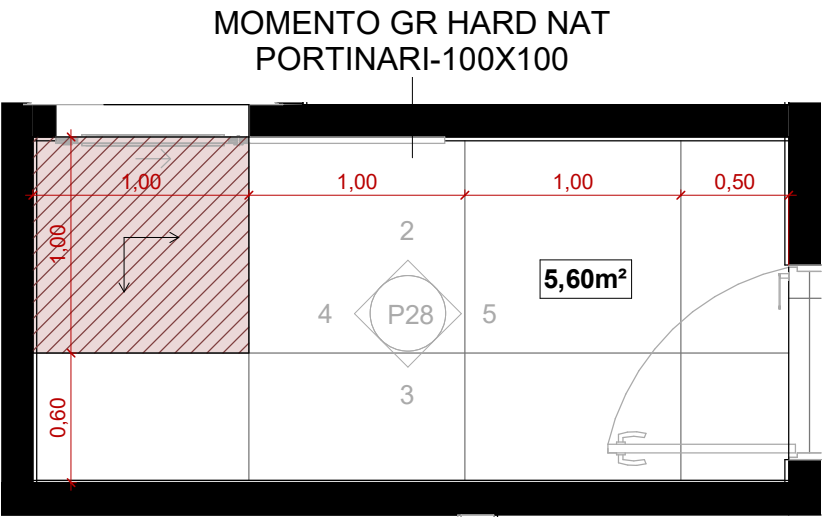 MOMENTO GR HARD NAT
PORTINARI-100X100
1,00
1,00
1,00
0,50
1,00
2
5,60m²
4
P28
5
3
0,60